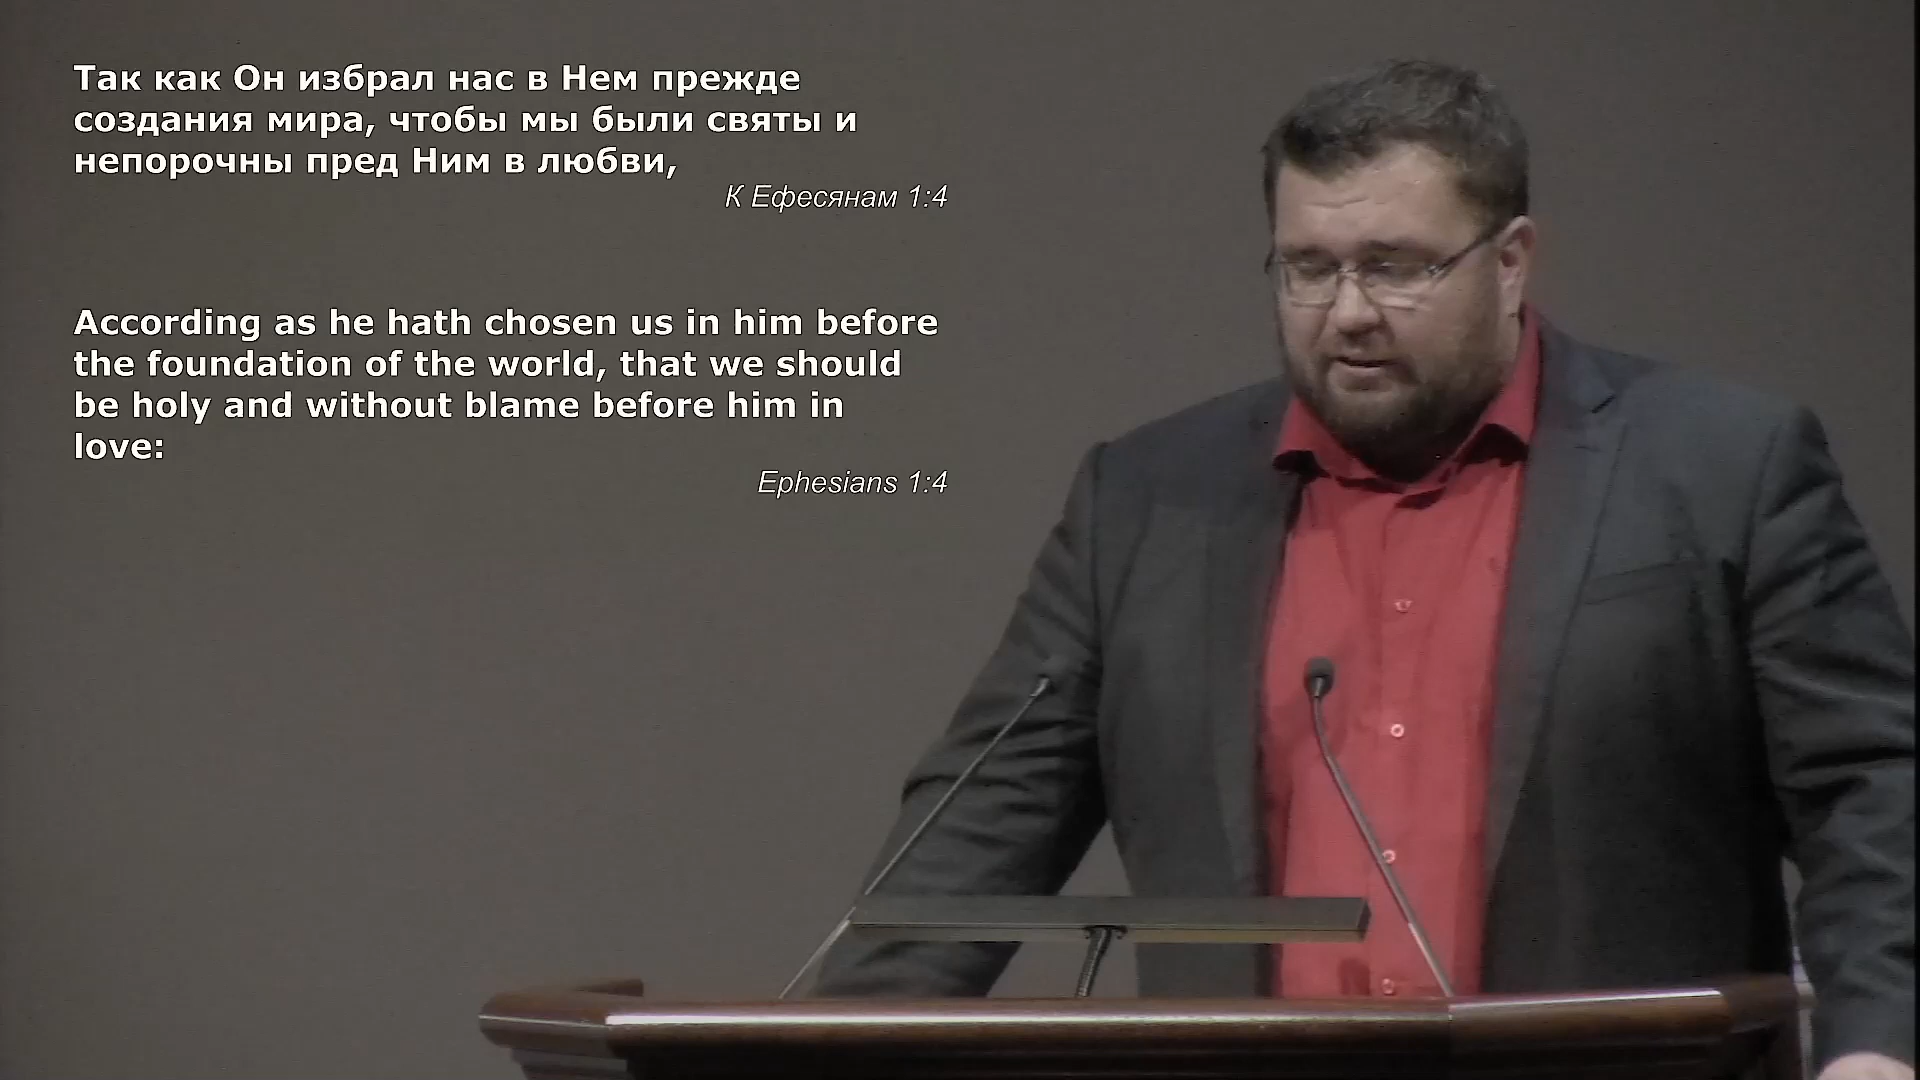 Так как Он избрал нас в Нем прежде
создания мира, чтобы мы были святы и
непорочны пред Ним в любви,
К Ефесянам 1:4
According as he hath chosen us in him before
the foundation of the world, that we should
be holy and without blame before him in
love:
Ephesians 1:4